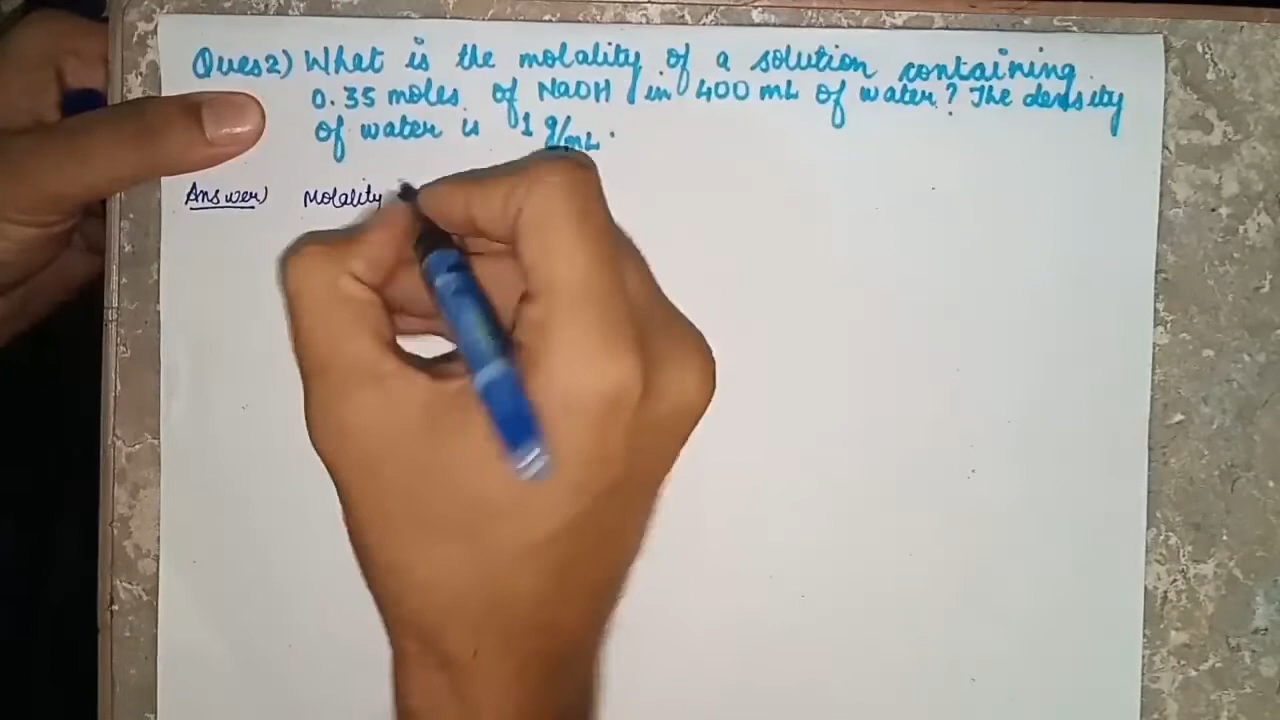 Ques2) What is the molality of a solution containing
0.35 moles of NaOH in 400 mL of water? The density
of water is 1 g/mL.
Answer) Molality